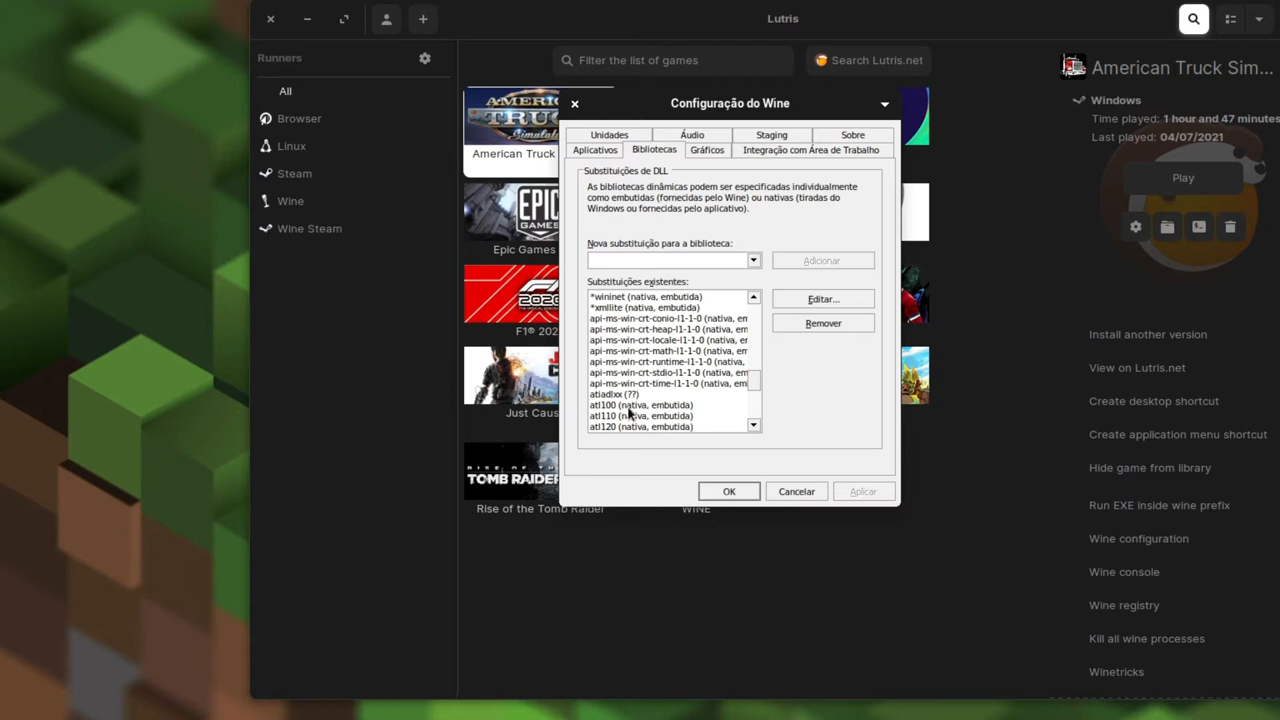 Lutris
Runners
Filter the list of games
Search Lutris.net
All
Browser
Linux
Steam
Wine
Wine Steam
AMERIC
TRUC
Simulat
American Truck
EPIC
GAMES
Epic Games
2020
F1® 202
Just Caus
RISE OF THE
TOMB RAIDER
Rise of the Tomb Raider
WINE
Configuração do Wine
Unidades
Áudio
Staging
Sobre
Aplicativos
Bibliotecas
Gráficos
Integração com Área de Trabalho
Substituições de DLL
As bibliotecas dinâmicas podem ser especificadas individualmente
como embutidas (fornecidas pelo Wine) ou nativas (tiradas do
Windows ou fornecidas pelo aplicativo).
Nova substituição para a biblioteca:
Adicionar
Substituições existentes:
*wininet (nativa, embutida)
*xmllite (nativa, embutida)
api-ms-win-crt-conio-l1-1-0 (nativa, em
api-ms-win-crt-heap-l1-1-0 (nativa, em
api-ms-win-crt-locale-l1-1-0 (nativa, er
api-ms-win-crt-math-l1-1-0 (nativa, em
api-ms-win-crt-runtime-l1-1-0 (nativa,
api-ms-win-crt-stdio-l1-1-0 (nativa, em
api-ms-win-crt-time-l1-1-0 (nativa, em
atiadlxx (??)
atl100 (nativa, embutida)
atl110 (nativa, embutida)
atl120 (nativa, embutida)
Editar...
Remover
OK
Cancelar
Aplicar
American Truck Sim...
Windows
Time played: 1 hour and 47 minutes
Last played: 04/07/2021
Play
Install another version
View on Lutris.net
Create desktop shortcut
Create application menu shortcut
Hide game from library
Run EXE inside wine prefix
Wine configuration
Wine console
Wine registry
Kill all wine processes
Winetricks